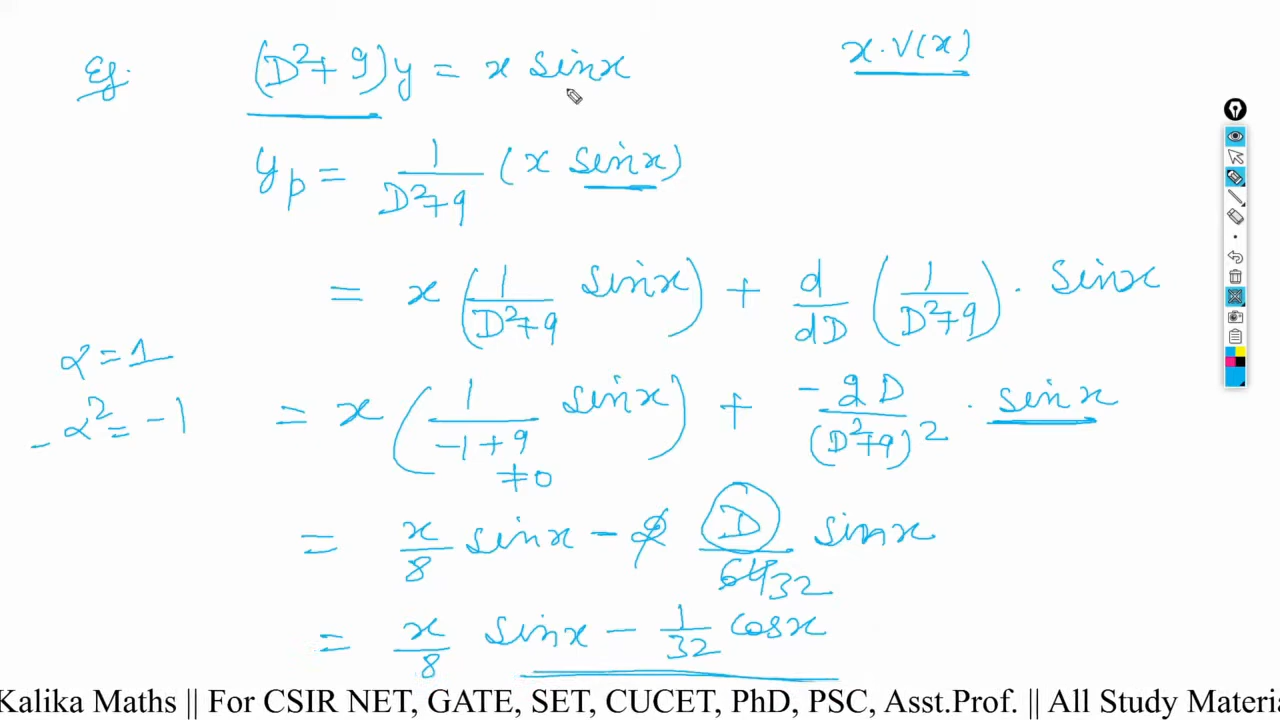 Eg. (D²+9)y = x sinx x.V(x)
y_p = 1/(D²+9) (x sinx)
= x (1/(D²+9) sinx) + d/dD (1/(D²+9)) . sinx
α = 1
-α² = -1 = x (1/(-1+9) sinx) + -2D/(D²+9)² . sinx
≠0
= x/8 sinx - 2 D/64 32 sinx
= x/8 sinx - 1/32 cosx
Kalika Maths || For CSIR NET, GATE, SET, CUCET, PhD, PSC, Asst.Prof. || All Study Materia